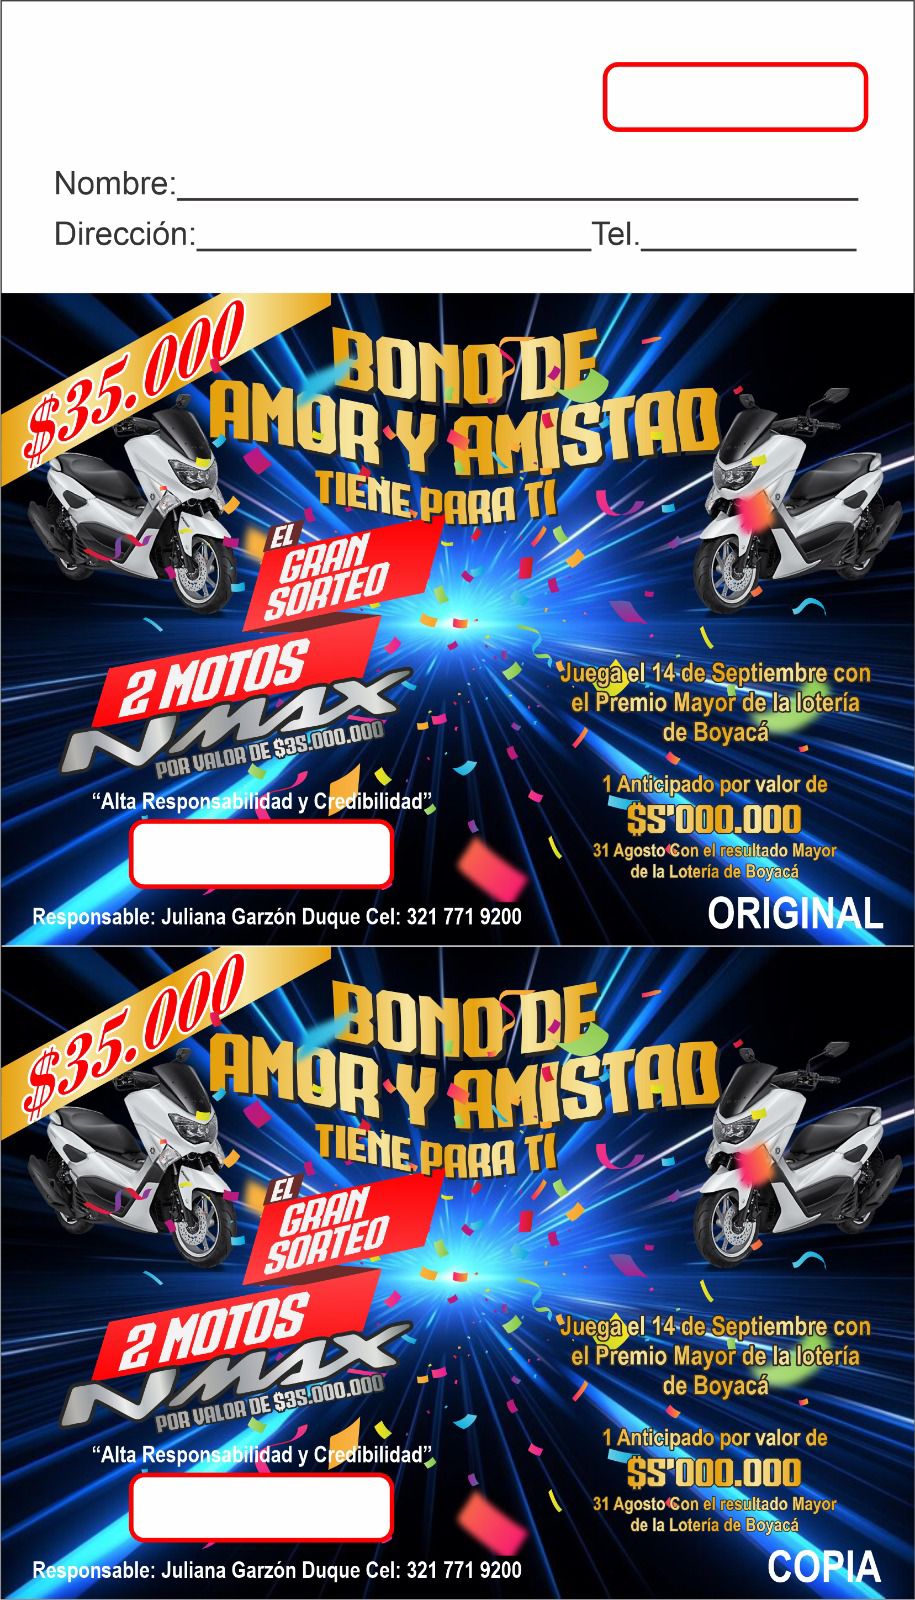 Nombre:
Dirección: Tel.
$35.000
BONO DE
AMOR Y AMISTAD
TIENE PARA TÍ
EL
GRAN
SORTEO
2 MOTOS
NMAX
POR VALOR DE $35.000.000
“Alta Responsabilidad y Credibilidad”
Juega el 14 de Septiembre con
el Premio Mayor de la lotería
de Boyacá
1 Anticipado por valor de
$5'000.000
31 Agosto Con el resultado Mayor
de la Lotería de Boyacá
Responsable: Juliana Garzón Duque Cel: 321 771 9200
ORIGINAL
$35.000
BONO DE
AMOR Y AMISTAD
TIENE PARA TÍ
EL
GRAN
SORTEO
2 MOTOS
NMAX
POR VALOR DE $35.000.000
“Alta Responsabilidad y Credibilidad”
Juega el 14 de Septiembre con
el Premio Mayor de la lotería
de Boyacá
1 Anticipado por valor de
$5'000.000
31 Agosto Con el resultado Mayor
de la Lotería de Boyacá
Responsable: Juliana Garzón Duque Cel: 321 771 9200
COPIA